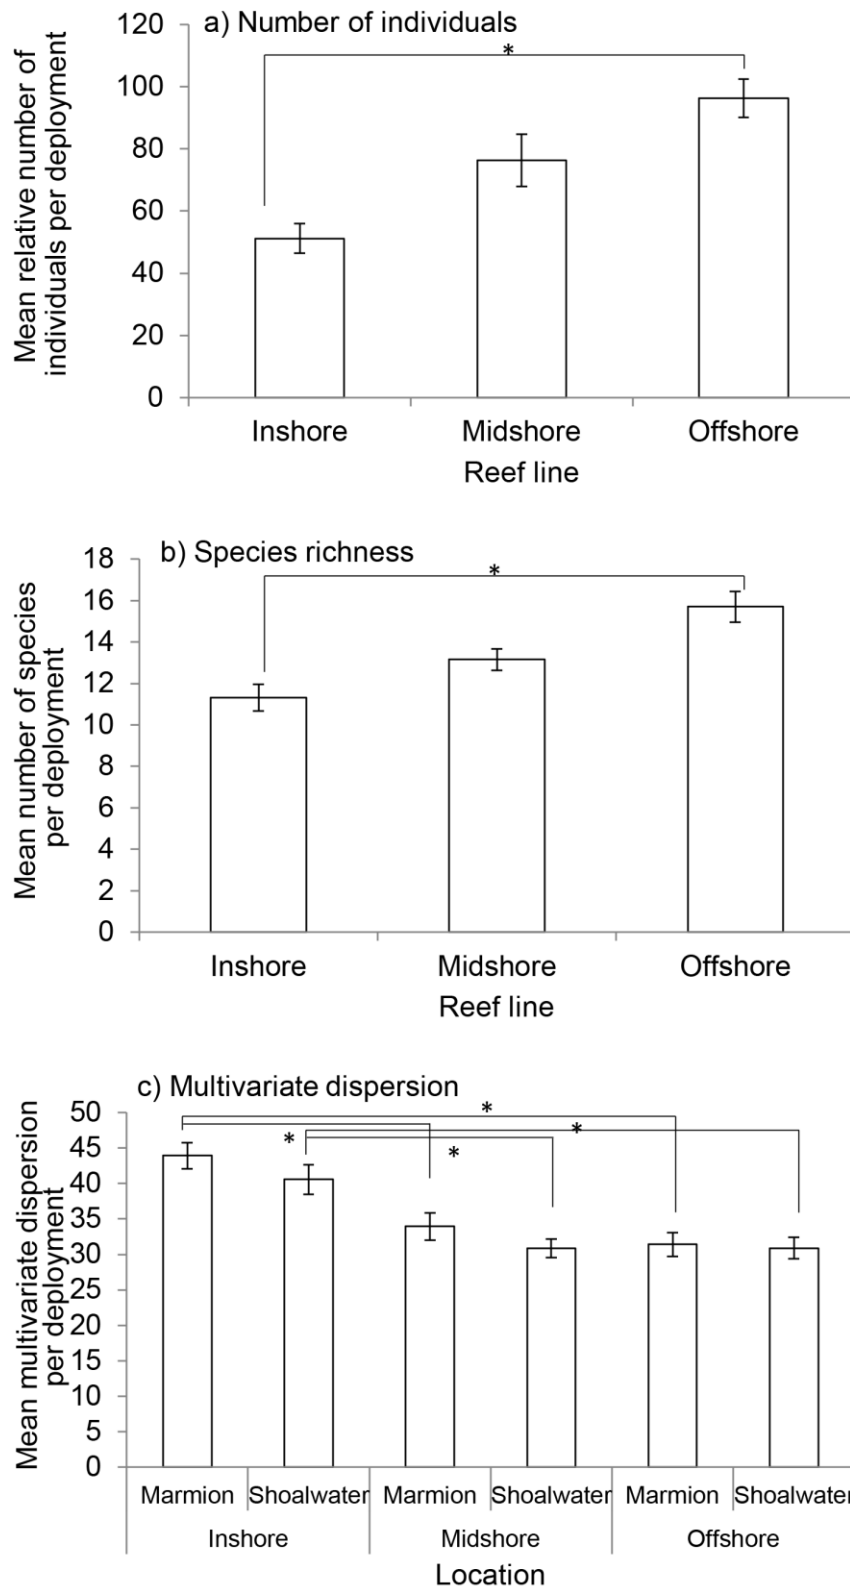 a) Number of individuals
*
Mean relative number of
individuals per deployment
120
100
80
60
40
20
0
Inshore Midshore Offshore
Reef line
b) Species richness
*
Mean number of species
per deployment
18
16
14
12
10
8
6
4
2
0
Inshore Midshore Offshore
Reef line
c) Multivariate dispersion
*
*
*
*
Mean multivariate dispersion
per deployment
50
45
40
35
30
25
20
15
10
5
0
Marmion Shoalwater Marmion Shoalwater Marmion Shoalwater
Inshore Midshore Offshore
Location